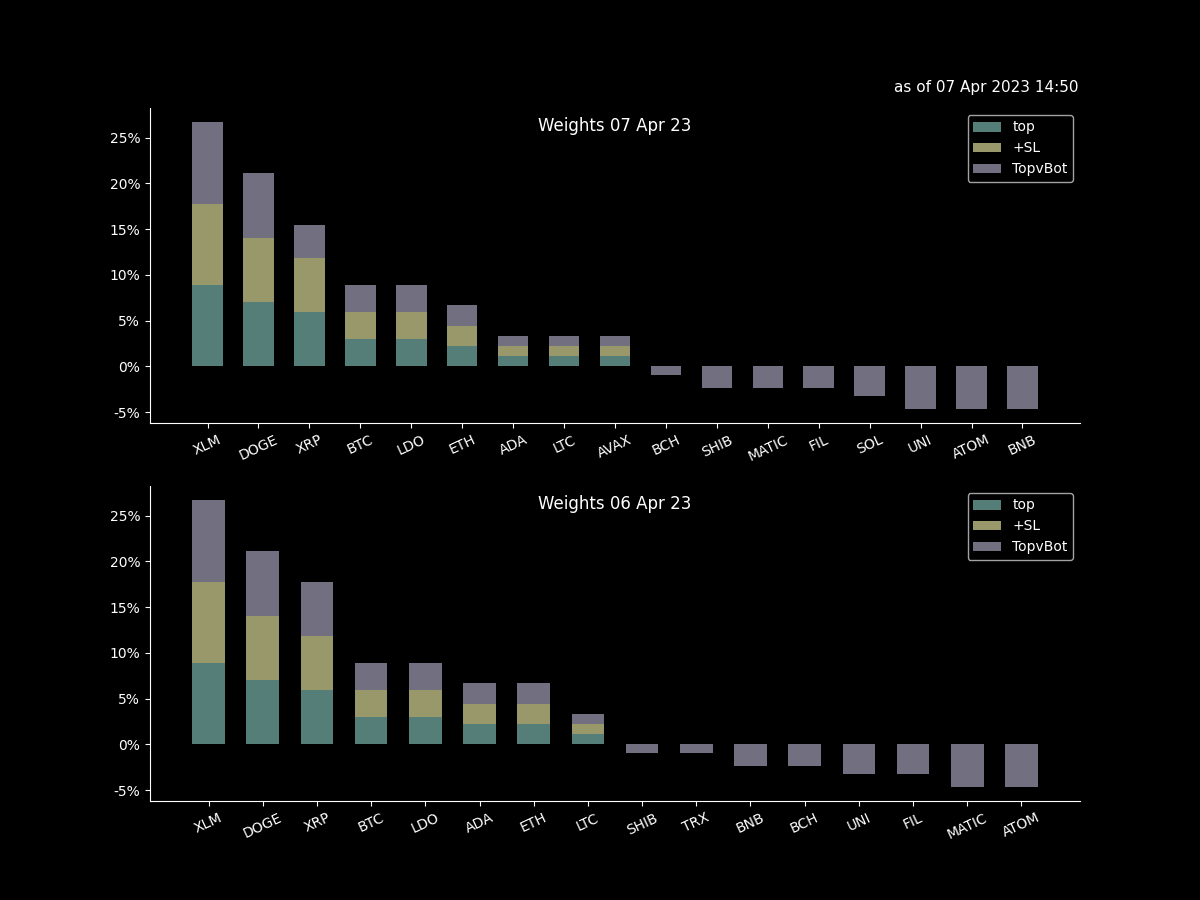 as of 07 Apr 2023 14:50
Weights 07 Apr 23
top
+SL
TopvBot
25%
20%
15%
10%
5%
0%
-5%
XLM DOGE XRP BTC LDO ETH ADA LTC AVAX BCH SHIB MATIC FIL SOL UNI ATOM BNB
Weights 06 Apr 23
top
+SL
TopvBot
25%
20%
15%
10%
5%
0%
-5%
XLM DOGE XRP BTC LDO ADA ETH LTC SHIB TRX BNB BCH UNI FIL MATIC ATOM